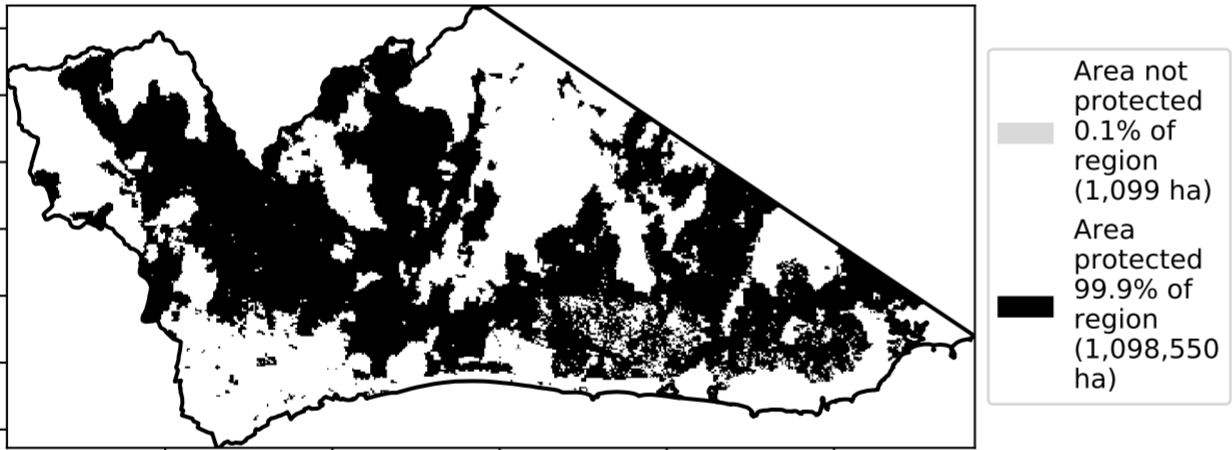 Area not
protected
0.1% of
region
(1,099 ha)
Area
protected
99.9% of
region
(1,098,550
ha)